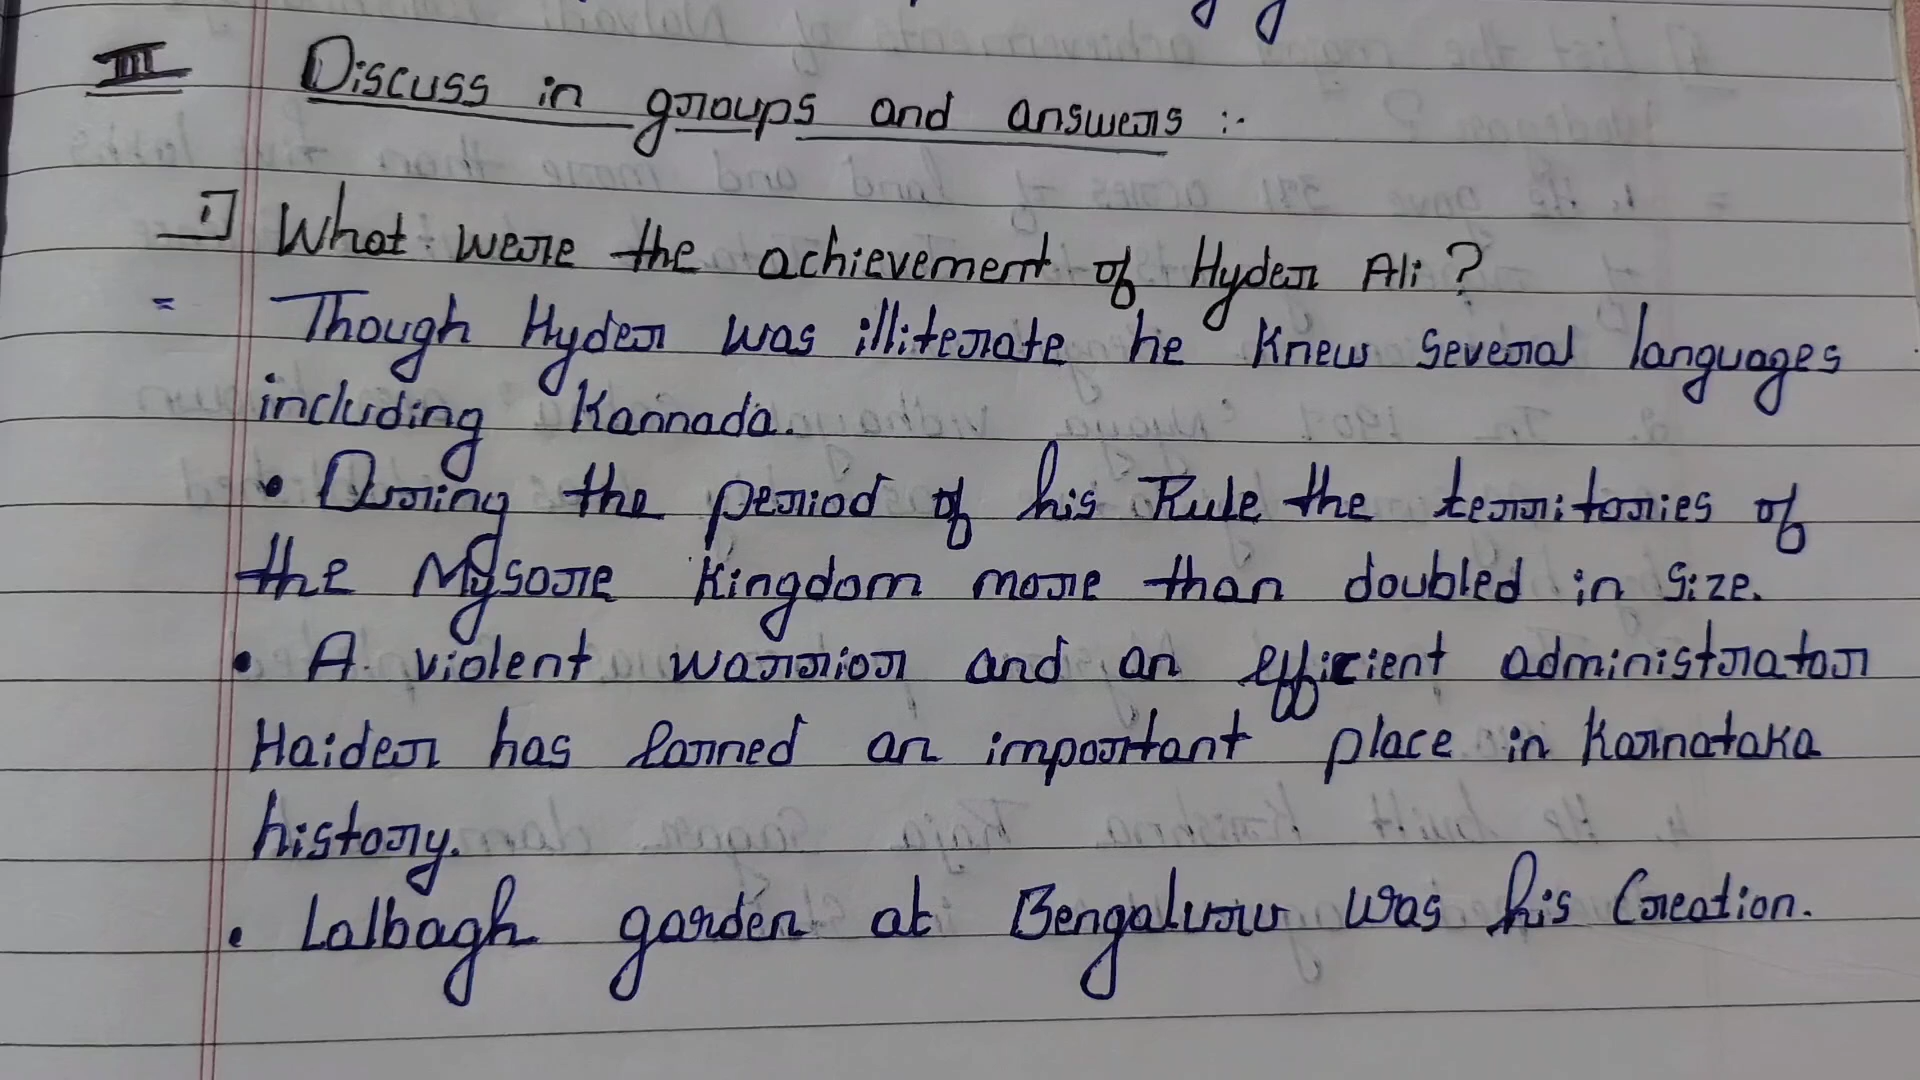 III Discuss in groups and answers :-
1] What were the achievement of Hyder Ali ?
= Though Hyder was illiterate he knew several languages
including Kannada.
• During the period of his Rule the territories of
the Mysore Kingdom more than doubled in size.
• A violent warrior and an efficient administrator
Haider has earned an important place in Karnataka
history.
• Lalbagh garden at Bengaluru was his Creation.